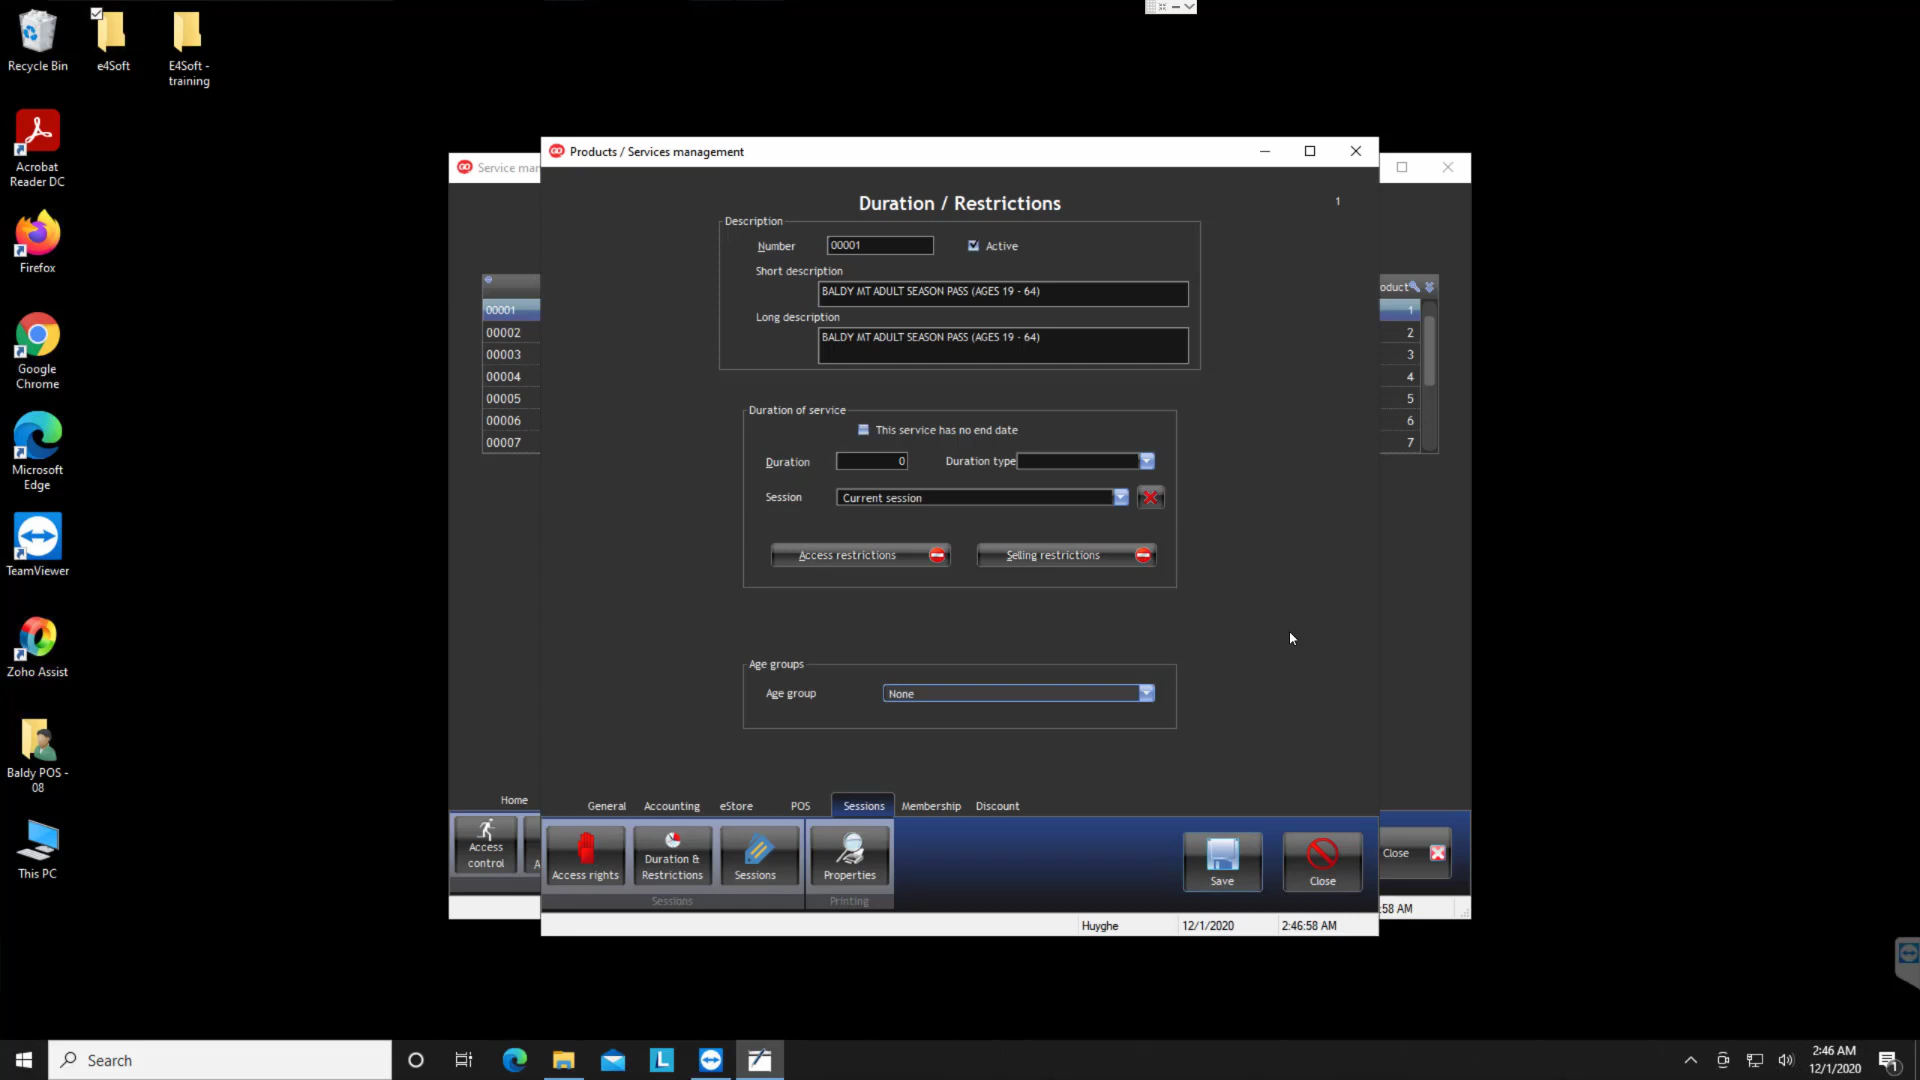 Recycle Bin
e4Soft
E4Soft -
training
Acrobat
Reader DC
Firefox
Google
Chrome
Microsoft
Edge
TeamViewer
Zoho Assist
Baldy POS -
08
This PC
Service mar
Products / Services management
Duration / Restrictions
1
Description
Number
00001
Active
Short description
BALDY MT ADULT SEASON PASS (AGES 19 - 64)
Long description
BALDY MT ADULT SEASON PASS (AGES 19 - 64)
oduct
00001
1
00002
2
00003
3
00004
4
00005
5
00006
6
00007
7
Duration of service
This service has no end date
Duration
0
Duration type
Session
Current session
Access restrictions
Selling restrictions
Age groups
Age group
None
Home
General
Accounting
eStore
POS
Sessions
Membership
Discount
Access
control
A
Access rights
Duration &
Restrictions
Sessions
Properties
Save
Close
Close
Sessions
Printing
:58 AM
Huyghe
12/1/2020
2:46:58 AM
Search
L
2:46 AM
12/1/2020
1